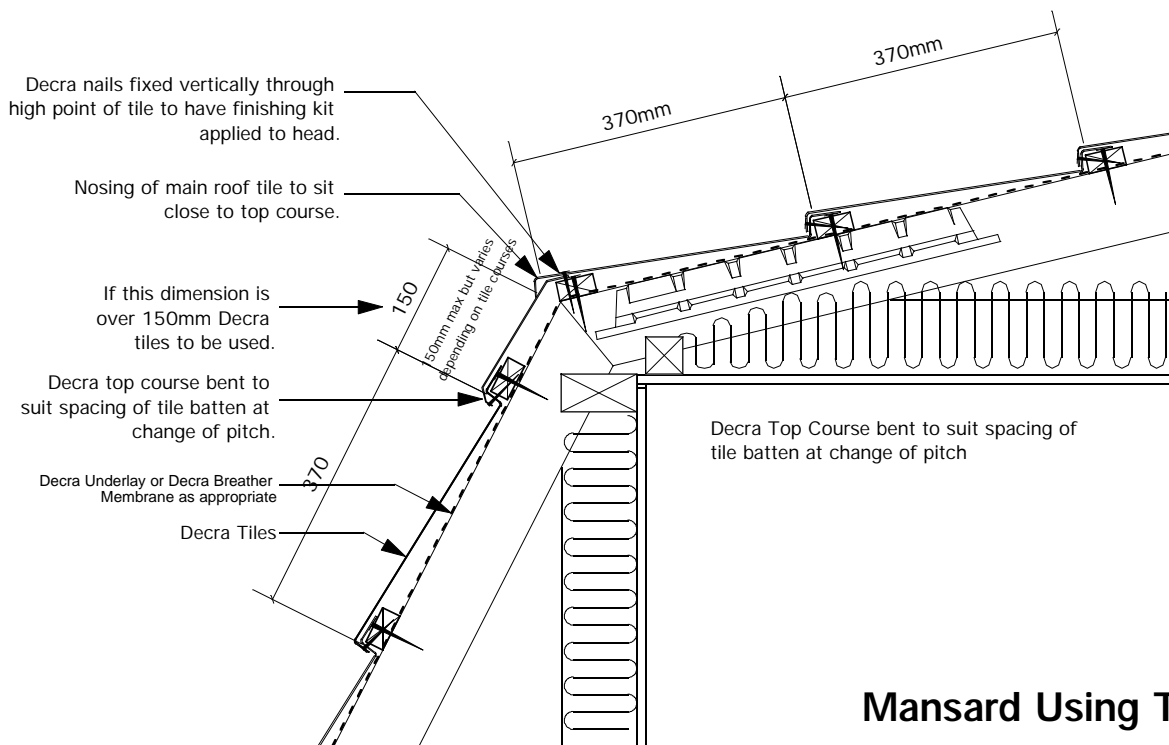 370mm
370mm
Decra nails fixed vertically through
high point of tile to have finishing kit
applied to head.
Nosing of main roof tile to sit
close to top course.
150
150mm max but varies
depending on tile courses
If this dimension is
over 150mm Decra
tiles to be used.
Decra top course bent to
suit spacing of tile batten at
change of pitch.
370
Decra Underlay or Decra Breather
Membrane as appropriate
Decra Tiles
Decra Top Course bent to suit spacing of
tile batten at change of pitch
Mansard Using T